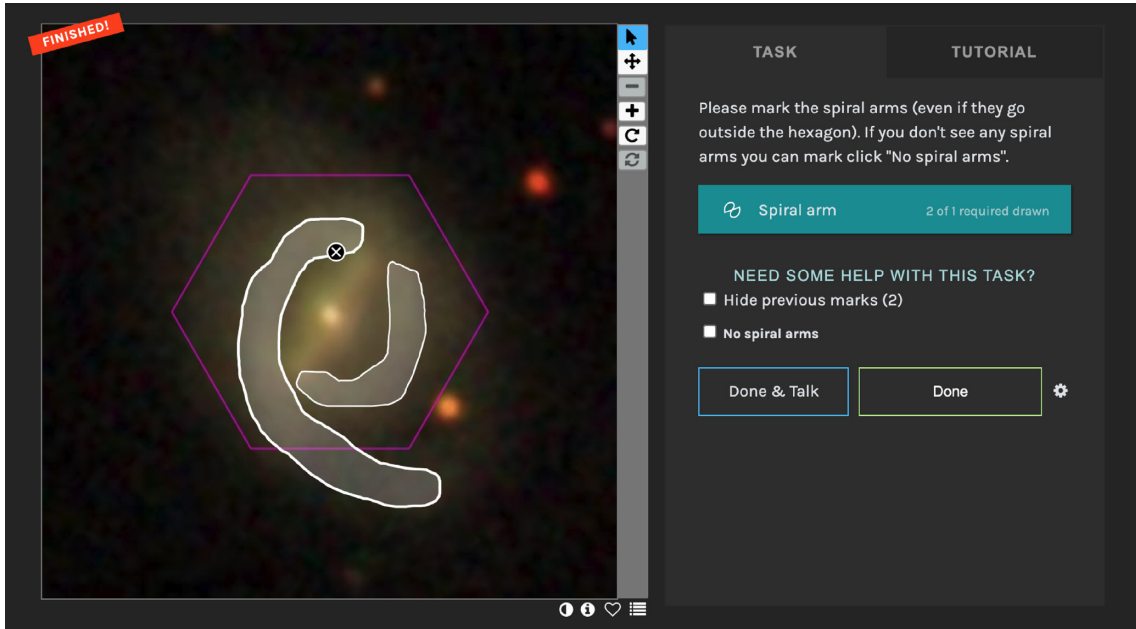 FINISHED!
TASK
TUTORIAL
Please mark the spiral arms (even if they go
outside the hexagon). If you don't see any spiral
arms you can mark click "No spiral arms".
Spiral arm 2 of 1 required drawn
NEED SOME HELP WITH THIS TASK?
Hide previous marks (2)
No spiral arms
Done & Talk
Done